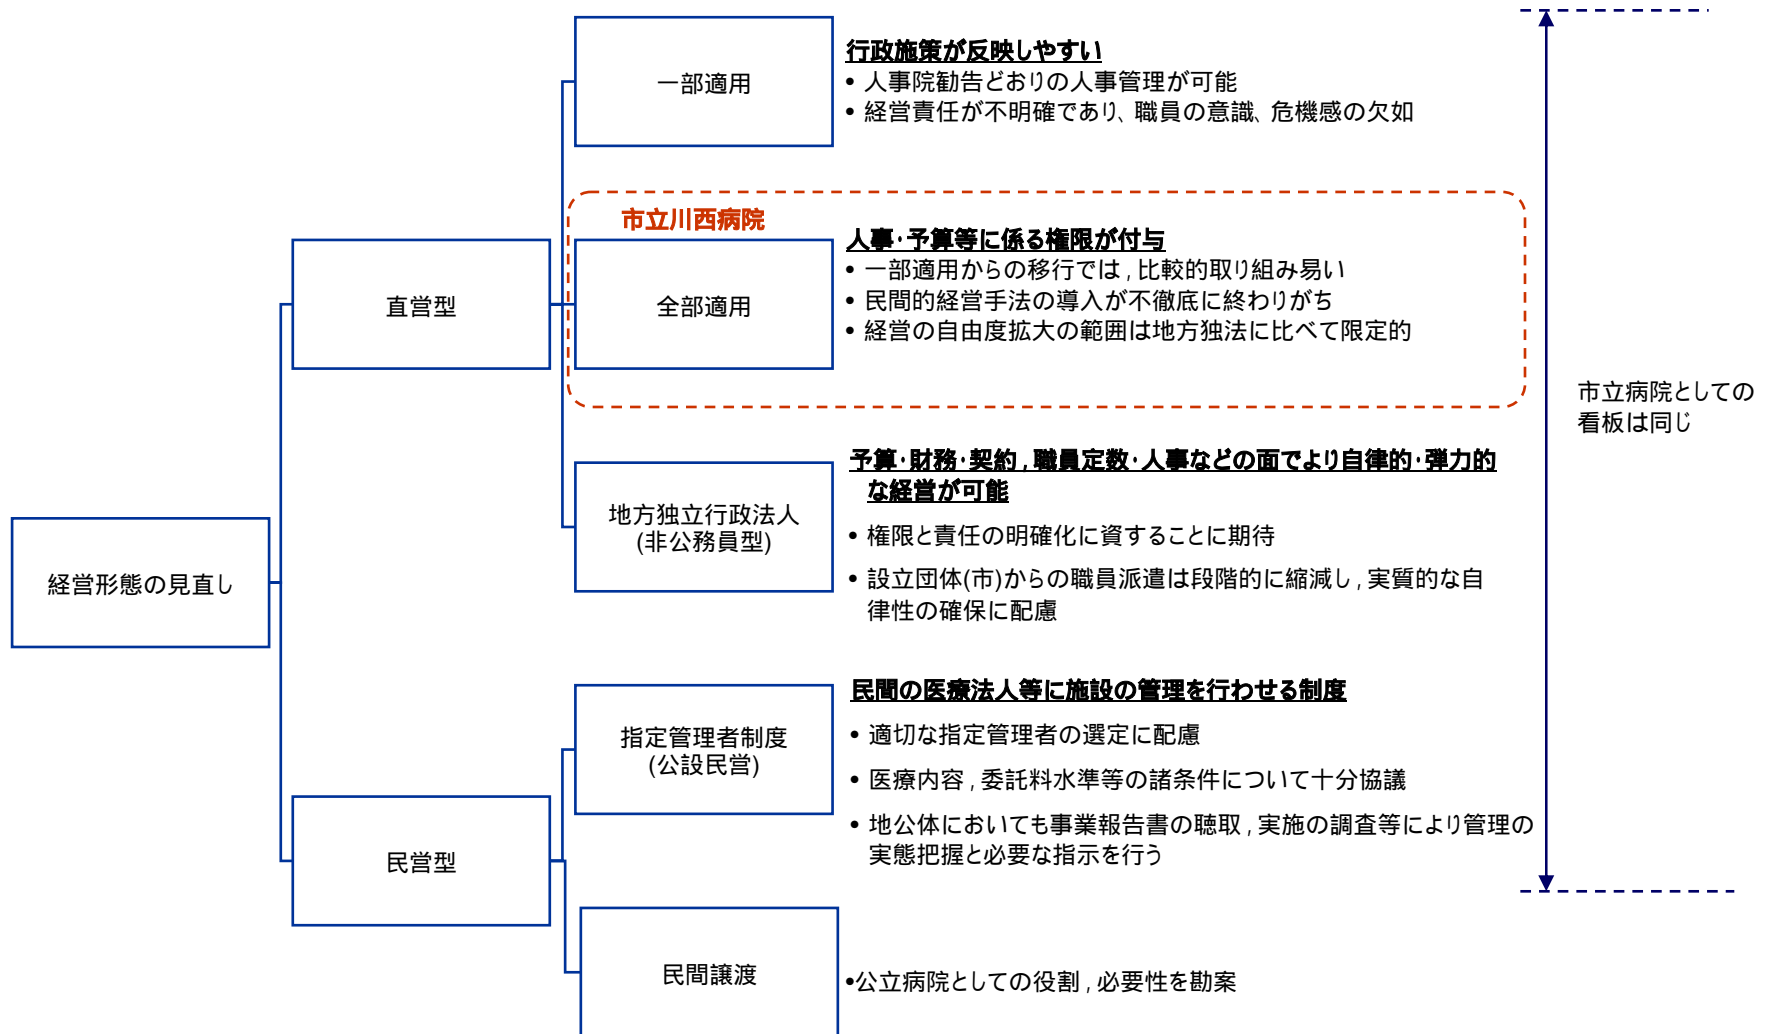 行政施策が反映しやすい
• 人事院勧告どおりの人事管理が可能
• 経営責任が不明確であり、職員の意識、危機感の欠如
一部適用
市立川西病院
人事・予算等に係る権限が付与
• 一部適用からの移行では，比較的取り組み易い
• 民間的経営手法の導入が不徹底に終わりがち
• 経営の自由度拡大の範囲は地方独法に比べて限定的
直営型
全部適用
市立病院としての
看板は同じ
予算・財務・契約，職員定数・人事などの面でより自律的・弾力的
な経営が可能
• 権限と責任の明確化に資することに期待
• 設立団体(市)からの職員派遣は段階的に縮減し，実質的な自
律性の確保に配慮
地方独立行政法人
(非公務員型)
経営形態の見直し
民間の医療法人等に施設の管理を行わせる制度
• 適切な指定管理者の選定に配慮
• 医療内容，委託料水準等の諸条件について十分協議
• 地公体においても事業報告書の聴取，実施の調査等により管理の
実態把握と必要な指示を行う
指定管理者制度
(公設民営)
民営型
民間譲渡
•公立病院としての役割，必要性を勘案